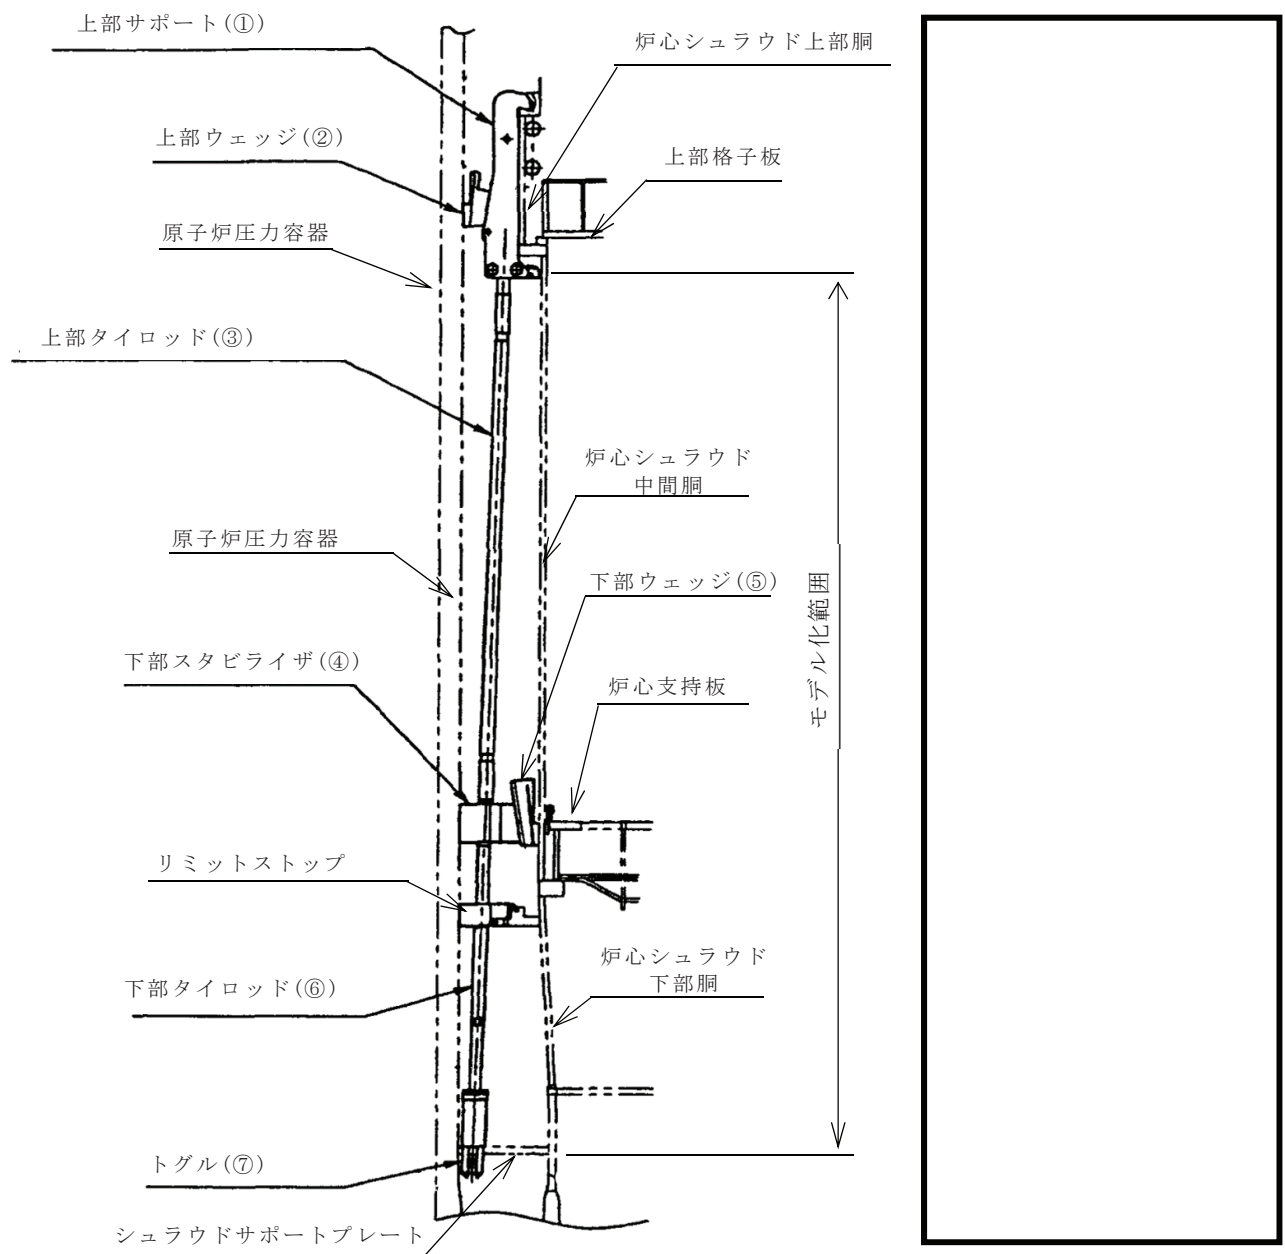 上部サポート(①)
炉心シュラウド上部胴
上部ウェッジ(②)
上部格子板
原子炉圧力容器
上部タイロッド(③)
炉心シュラウド
中間胴
原子炉圧力容器
下部ウェッジ(⑤)
モデル化範囲
下部スタビライザ(④)
炉心支持板
リミットストップ
炉心シュラウド
下部胴
下部タイロッド(⑥)
トグル(⑦)
シュラウドサポートプレート